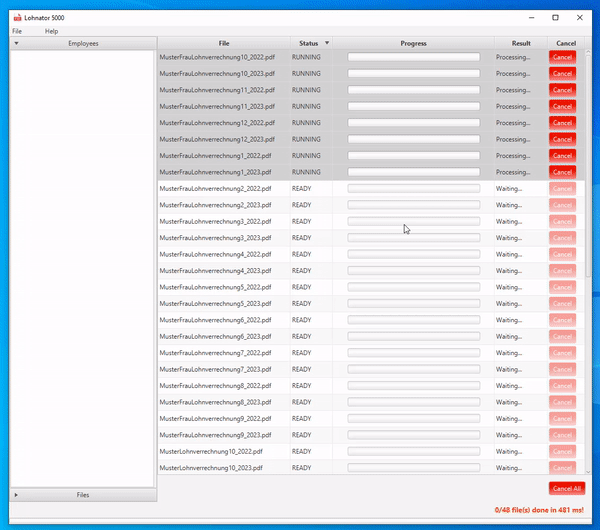 Lohnator 5000
File Help
Employees File Status Progress Result Cancel
MusterFrauLohnverrechnung10_2022.pdf RUNNING Processing... Cancel
MusterFrauLohnverrechnung10_2023.pdf RUNNING Processing... Cancel
MusterFrauLohnverrechnung11_2022.pdf RUNNING Processing... Cancel
MusterFrauLohnverrechnung11_2023.pdf RUNNING Processing... Cancel
MusterFrauLohnverrechnung12_2022.pdf RUNNING Processing... Cancel
MusterFrauLohnverrechnung12_2023.pdf RUNNING Processing... Cancel
MusterFrauLohnverrechnung1_2022.pdf RUNNING Processing... Cancel
MusterFrauLohnverrechnung1_2023.pdf RUNNING Processing... Cancel
MusterFrauLohnverrechnung2_2022.pdf READY Waiting... Cancel
MusterFrauLohnverrechnung2_2023.pdf READY Waiting... Cancel
MusterFrauLohnverrechnung3_2022.pdf READY Waiting... Cancel
MusterFrauLohnverrechnung3_2023.pdf READY Waiting... Cancel
MusterFrauLohnverrechnung4_2022.pdf READY Waiting... Cancel
MusterFrauLohnverrechnung4_2023.pdf READY Waiting... Cancel
MusterFrauLohnverrechnung5_2022.pdf READY Waiting... Cancel
MusterFrauLohnverrechnung5_2023.pdf READY Waiting... Cancel
MusterFrauLohnverrechnung6_2022.pdf READY Waiting... Cancel
MusterFrauLohnverrechnung6_2023.pdf READY Waiting... Cancel
MusterFrauLohnverrechnung7_2022.pdf READY Waiting... Cancel
MusterFrauLohnverrechnung7_2023.pdf READY Waiting... Cancel
MusterFrauLohnverrechnung8_2022.pdf READY Waiting... Cancel
MusterFrauLohnverrechnung8_2023.pdf READY Waiting... Cancel
MusterFrauLohnverrechnung9_2022.pdf READY Waiting... Cancel
MusterFrauLohnverrechnung9_2023.pdf READY Waiting... Cancel
MusterLohnverrechnung10_2022.pdf READY Waiting... Cancel
MusterLohnverrechnung10_2023.pdf READY Waiting... Cancel
Files Cancel All
0/48 file(s) done in 481 ms!